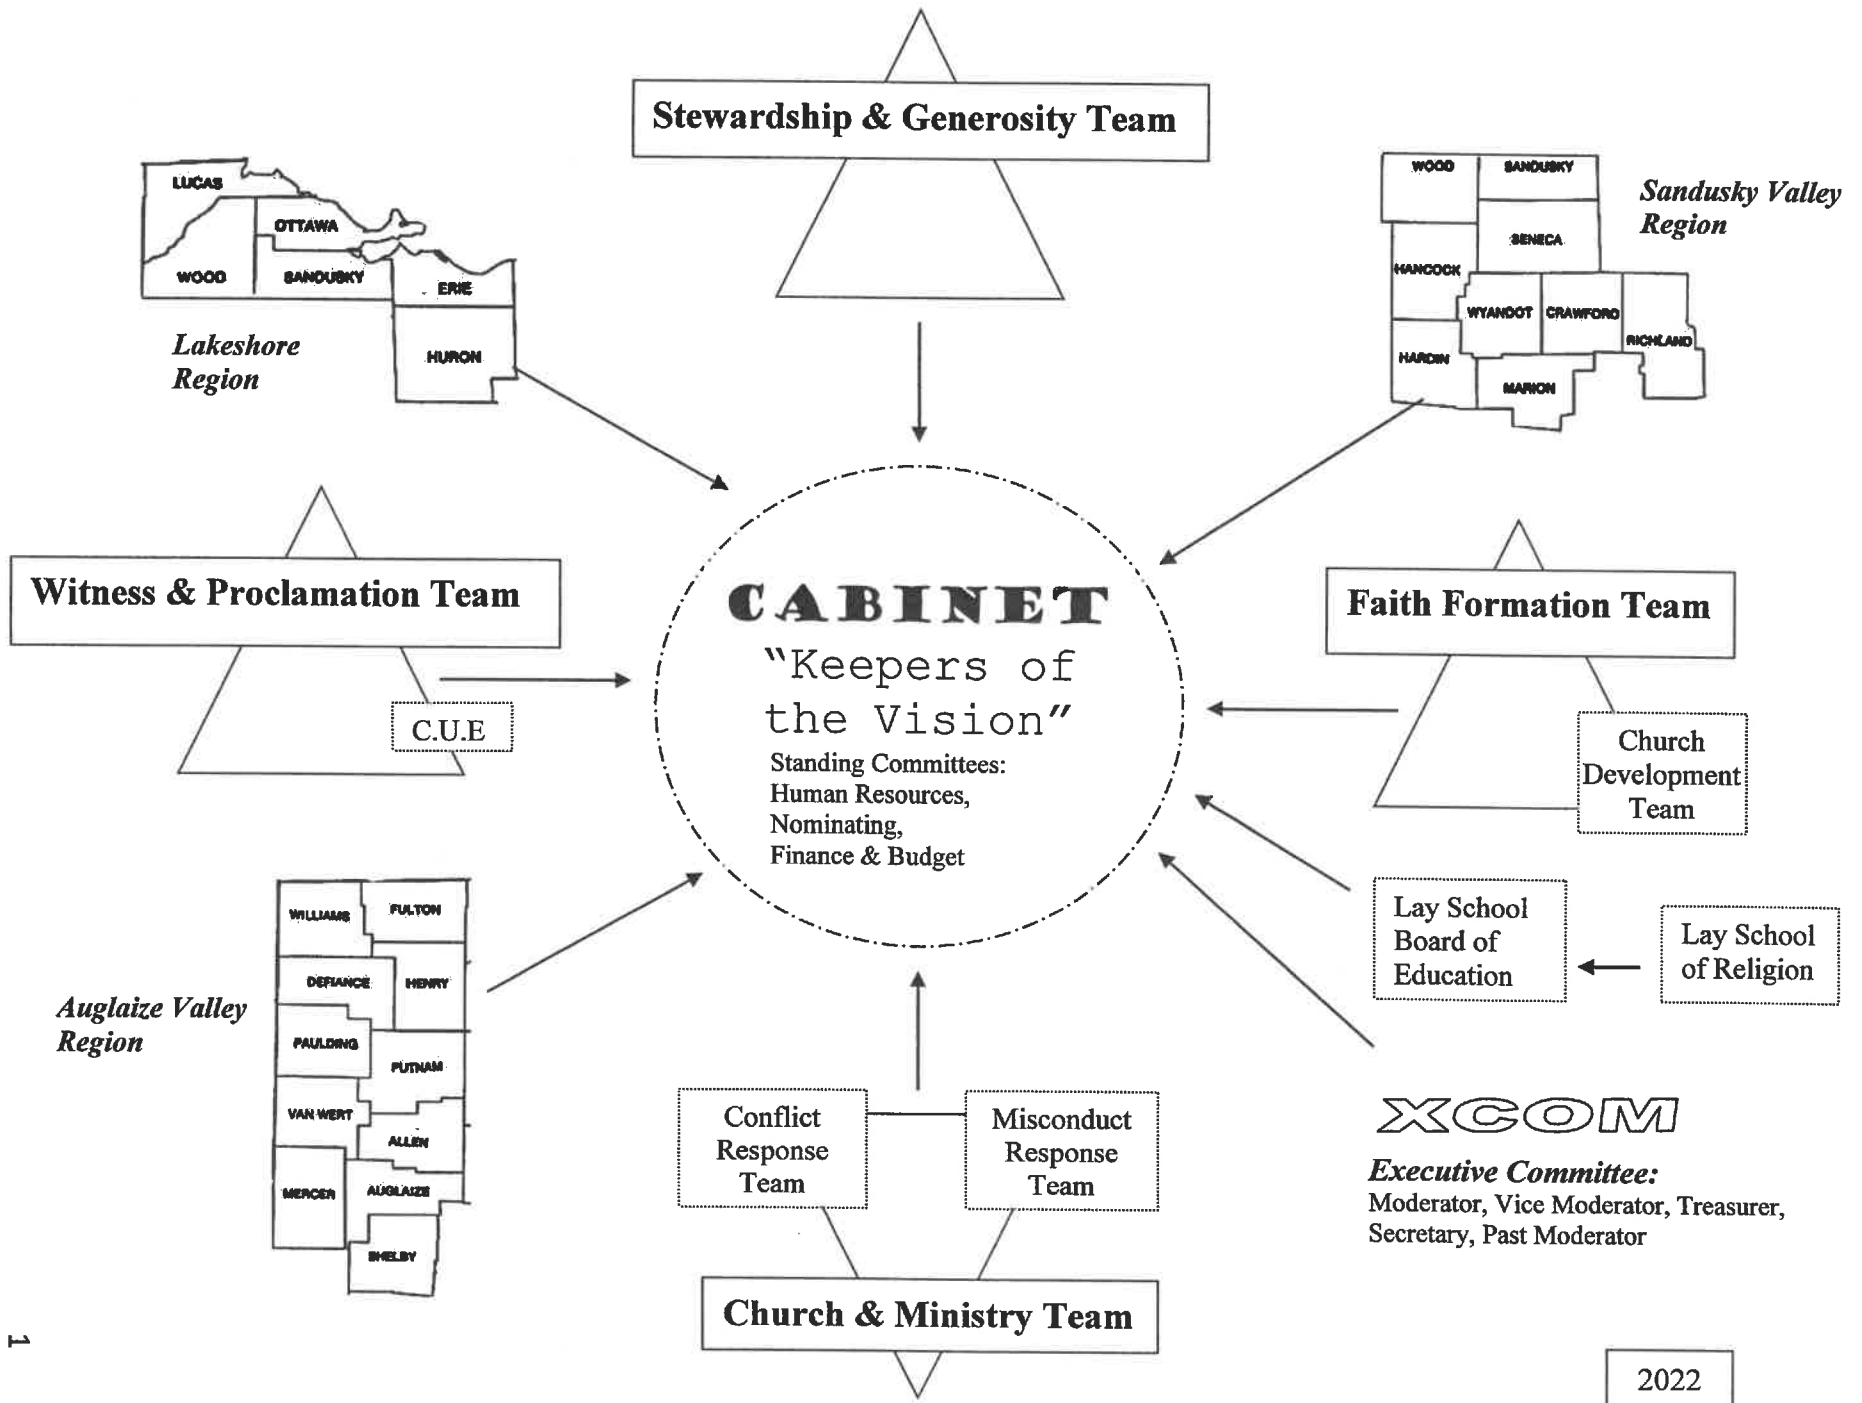 Stewardship & Generosity Team
LUCAS
OTTAWA
WOOD
SANDUSKY
ERIE
HURON
Lakeshore
Region
WOOD
SANDUSKY
SENECA
HANCOCK
WYANDOT
CRAWFORD
RICHLAND
HARDIN
MARION
Sandusky Valley
Region
Witness & Proclamation Team
C.U.E
CABINET
"Keepers of
the Vision"
Standing Committees:
Human Resources,
Nominating,
Finance & Budget
Faith Formation Team
Church
Development
Team
WILLIAMS
FULTON
DEFIANCE
HENRY
PAULDING
PUTNAM
VAN WERT
ALLEN
MERCER
AUGLAIZE
SHELBY
Auglaize Valley
Region
Lay School
Board of
Education
Lay School
of Religion
Conflict
Response
Team
Misconduct
Response
Team
Church & Ministry Team
XCOM
Executive Committee:
Moderator, Vice Moderator, Treasurer,
Secretary, Past Moderator
1
2022